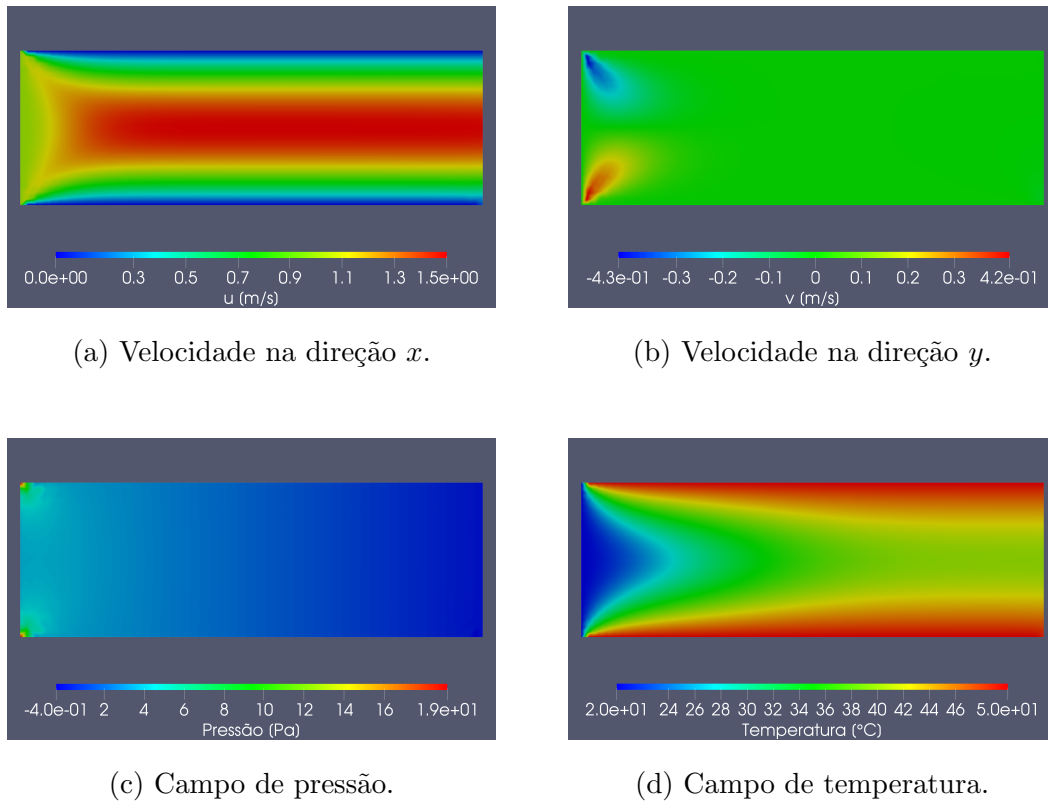 0.0e+00 0.3 0.5 0.7 0.9 1.1 1.3 1.5e+00
u (m/s)
-4.3e-01 -0.3 -0.2 -0.1 0 0.1 0.2 0.3 4.2e-01
v (m/s)
(a) Velocidade na direção x.
(b) Velocidade na direção y.
-4.0e-01 2 4 6 8 10 12 14 16 1.9e+01
Pressão (Pa)
2.0e+01 24 26 28 30 32 34 36 38 40 42 44 46 5.0e+01
Temperatura (°C)
(c) Campo de pressão.
(d) Campo de temperatura.